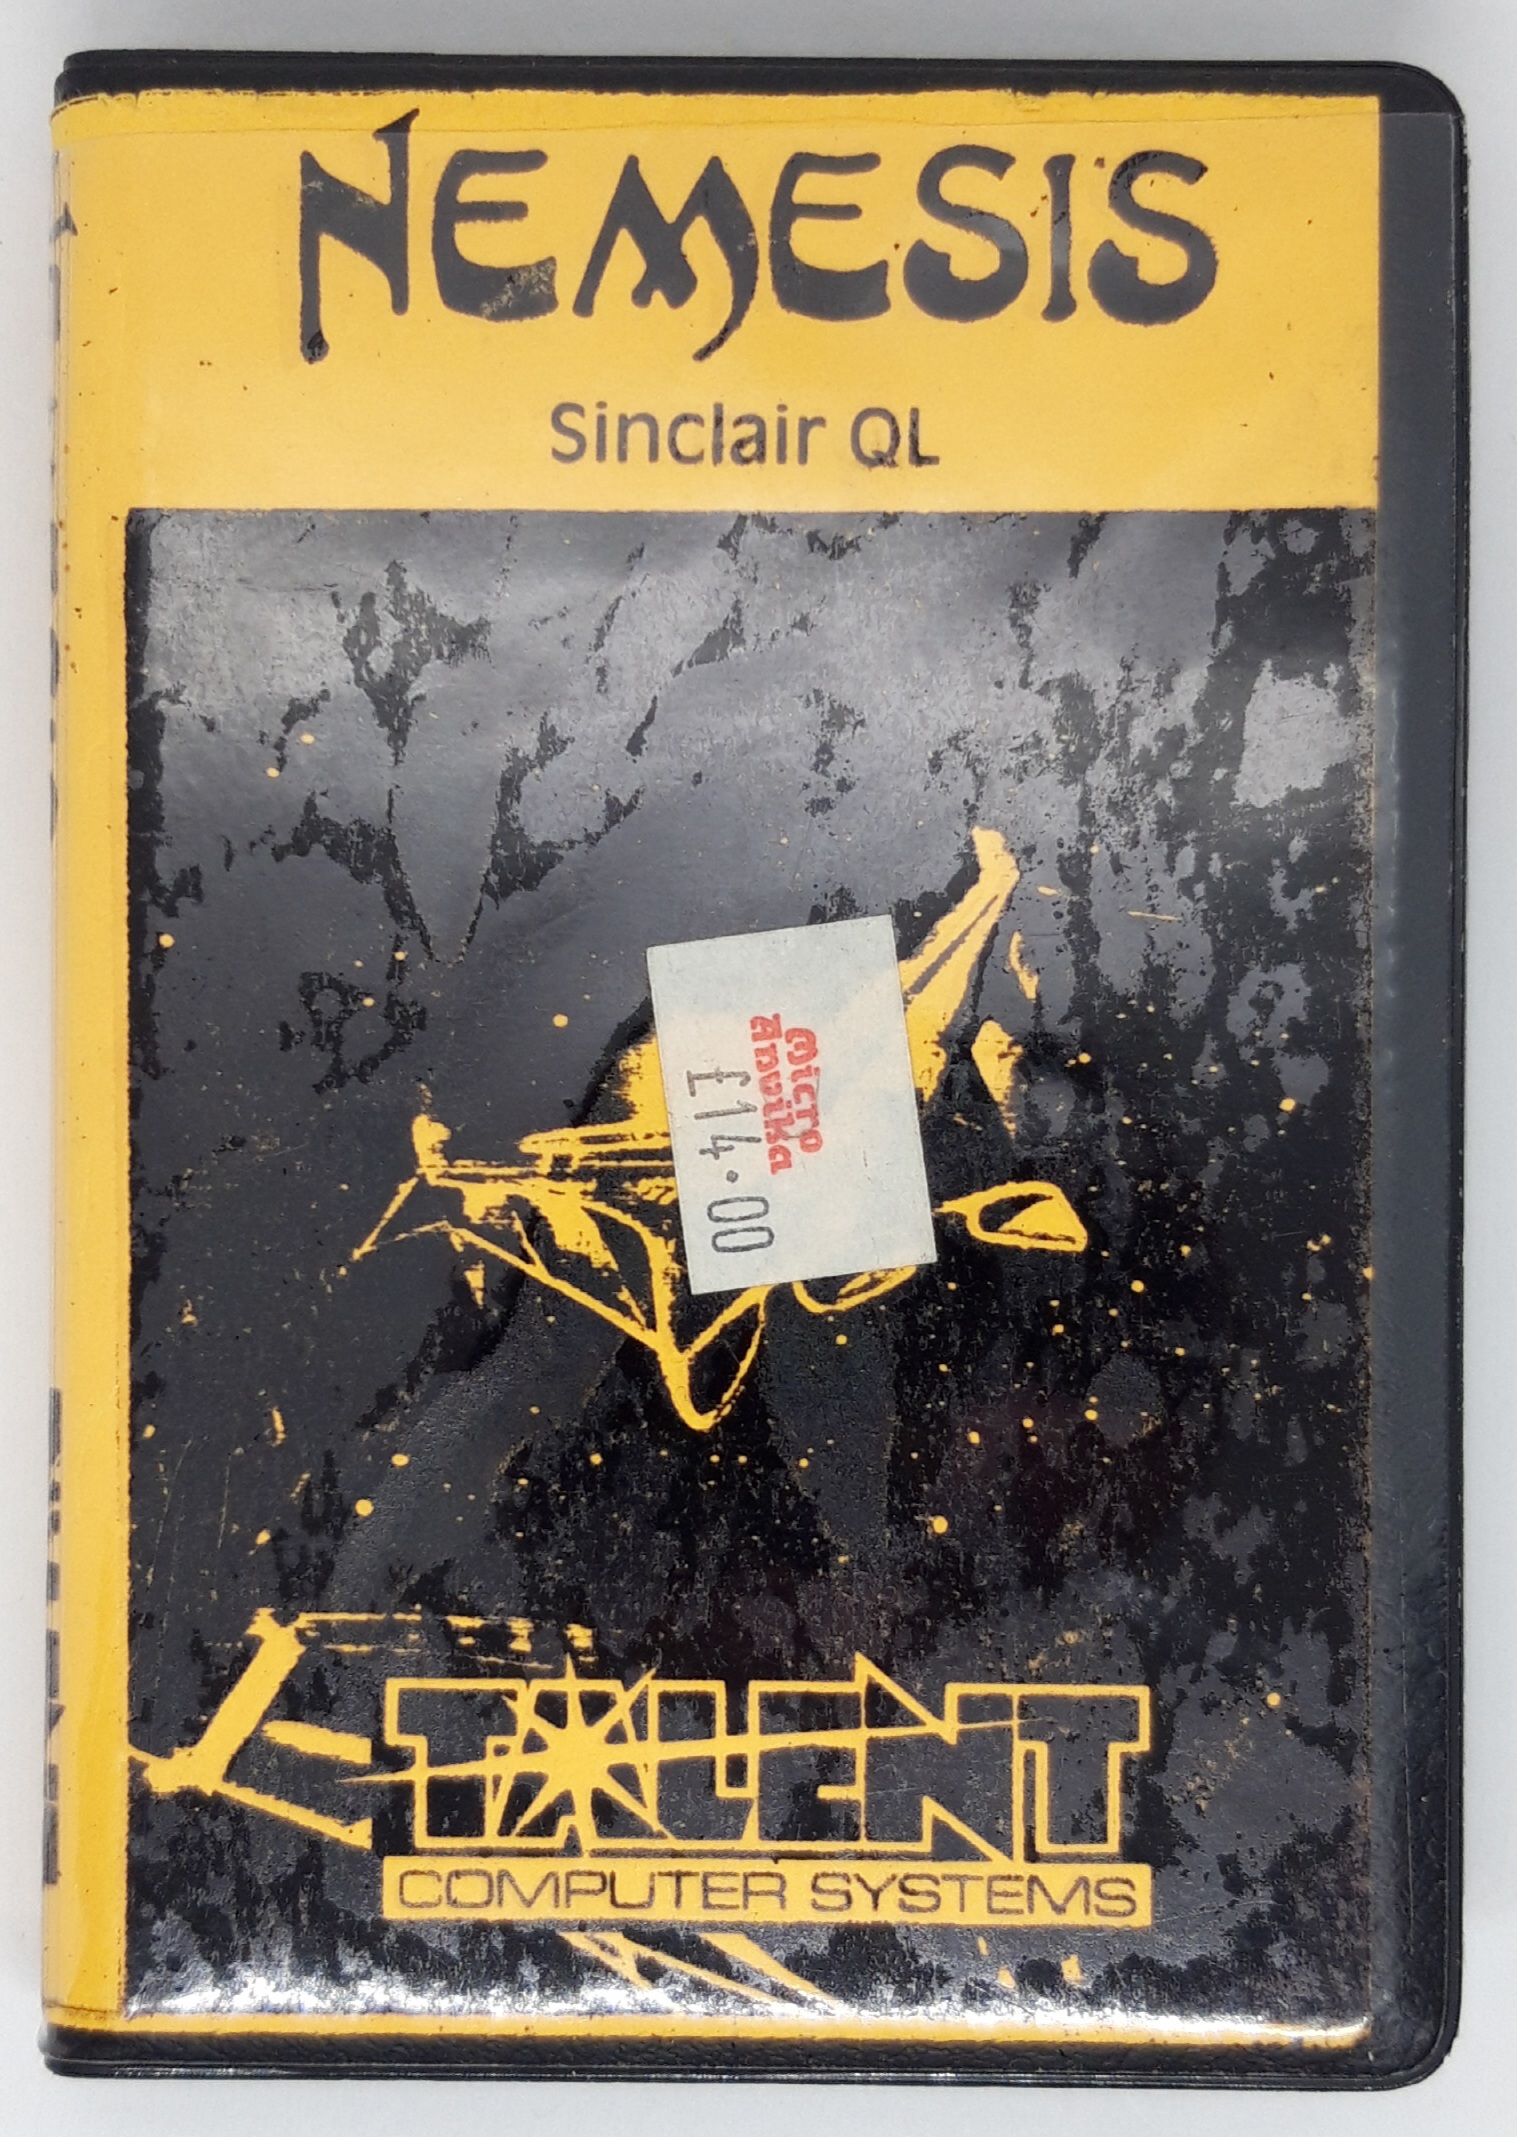 NEMESIS
Sinclair QL
micro
anvika
£14.00
TALENT
COMPUTER SYSTEMS